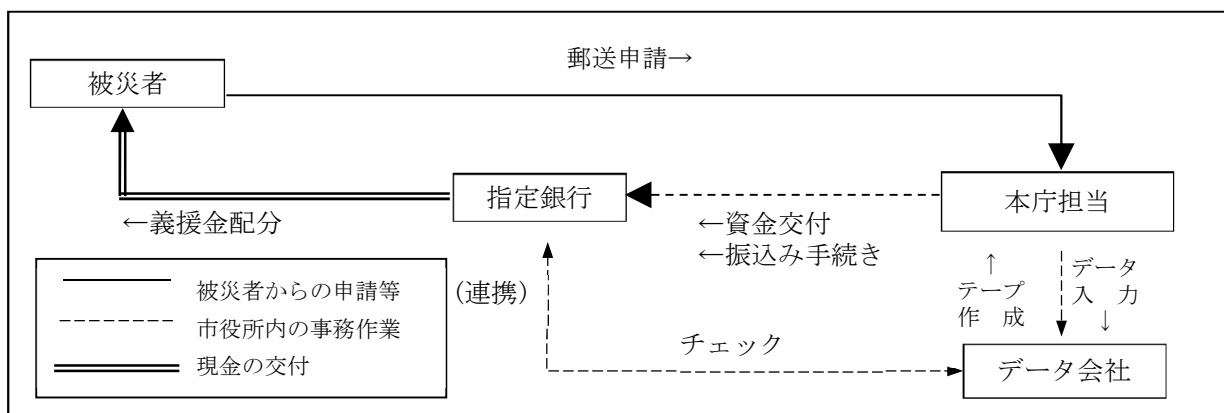 郵送申請→
被災者
指定銀行
本庁担当
←義援金配分
←資金交付
←振込み手続き
被災者からの申請等
市役所内の事務作業
現金の交付
(連携)
チェック
↑
テープ
作　成
データ
入　力
↓
データ会社